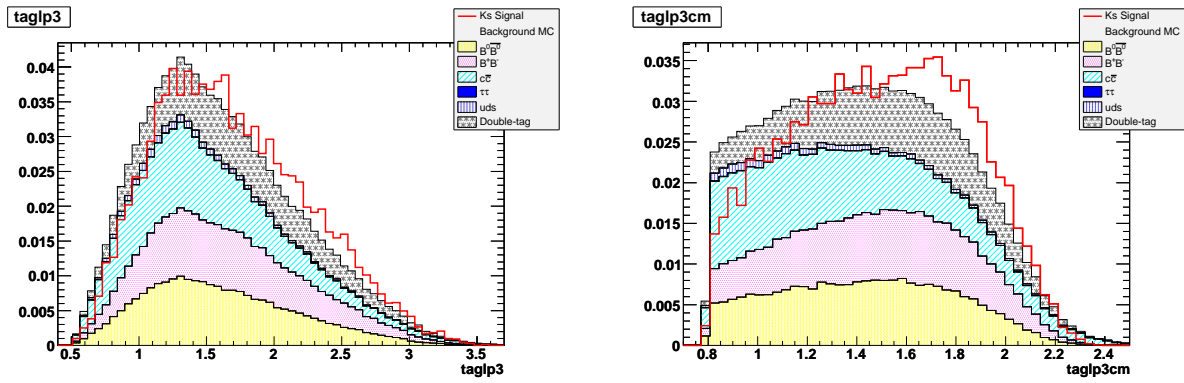 taglp3
Ks Signal
Background MC
B⁰B̅⁰
B⁺B⁻
cc̅
ττ
uds
Double-tag
0.04
0.035
0.03
0.025
0.02
0.015
0.01
0.005
0
0.5 1 1.5 2 2.5 3 3.5
taglp3
taglp3cm
Ks Signal
Background MC
B⁰B̅⁰
B⁺B⁻
cc̅
ττ
uds
Double-tag
0.035
0.03
0.025
0.02
0.015
0.01
0.005
0
0.8 1 1.2 1.4 1.6 1.8 2 2.2 2.4
taglp3cm